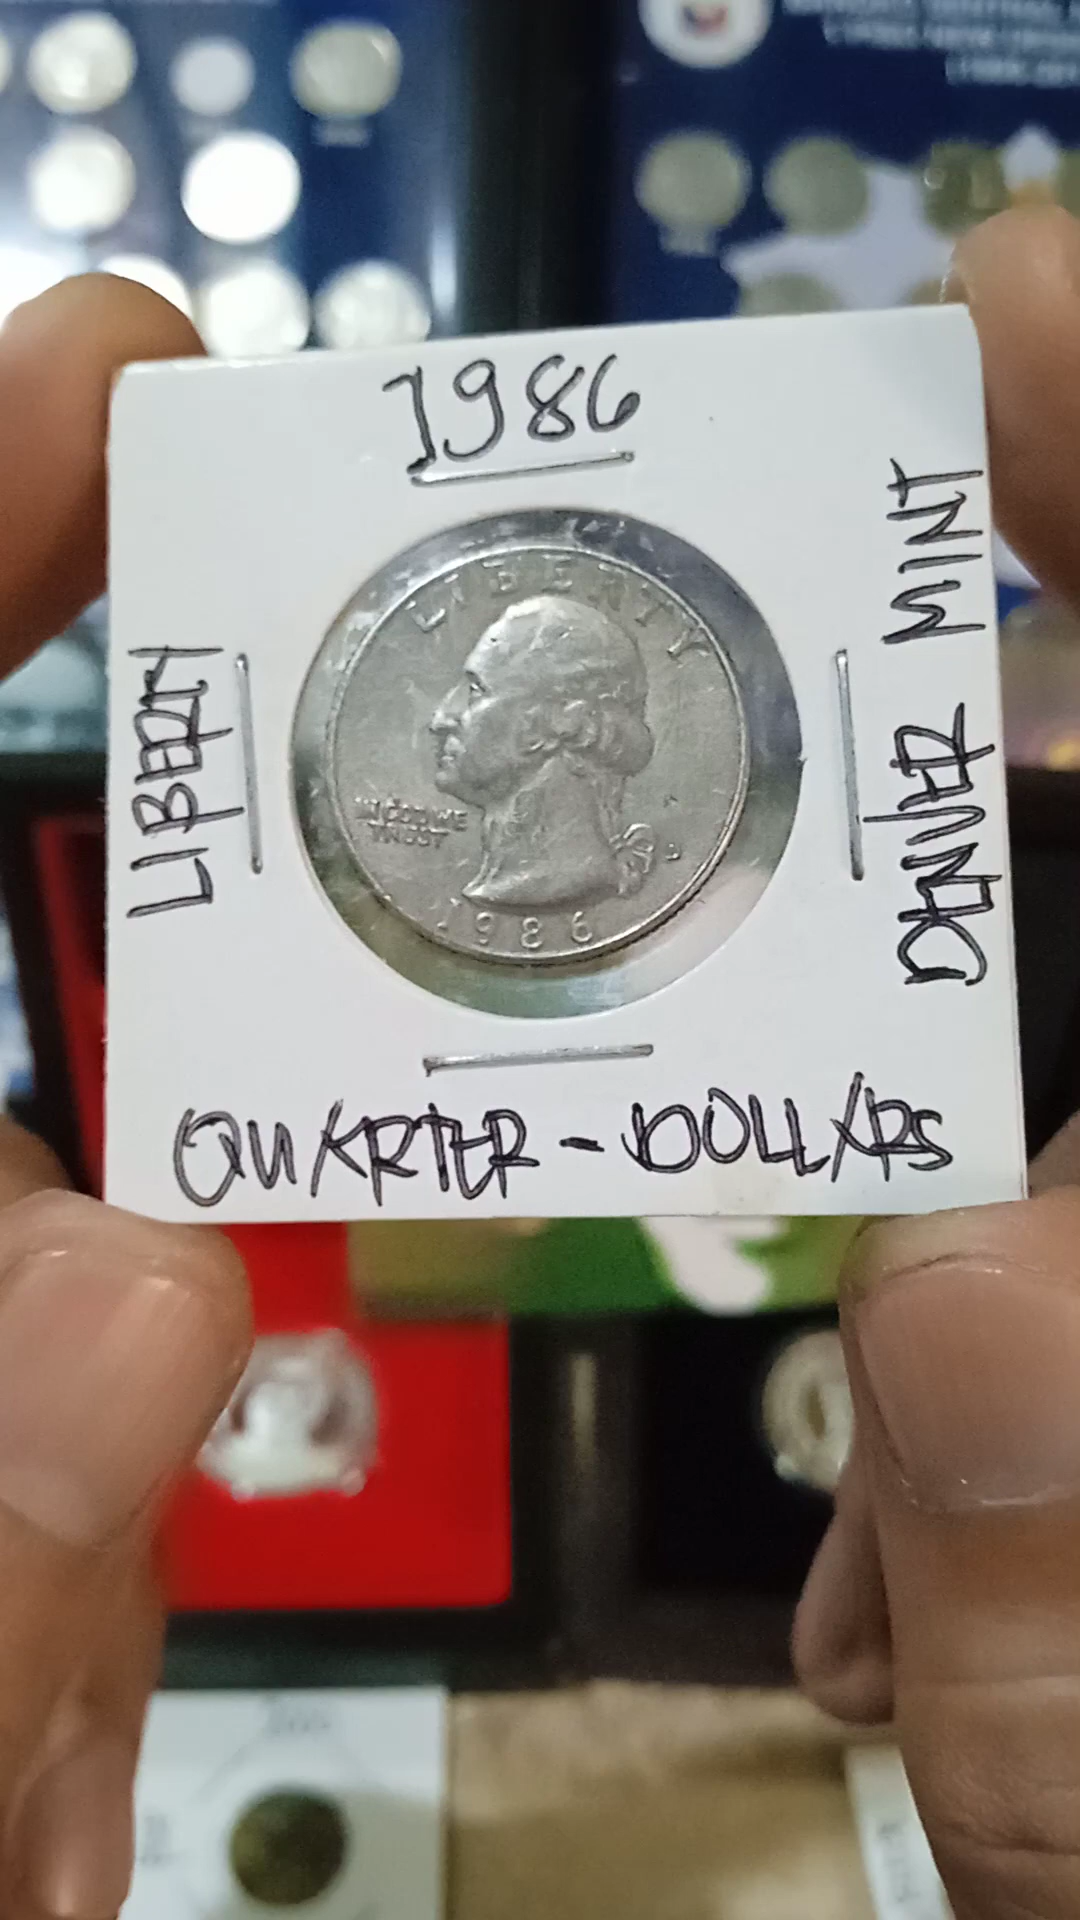 1986
LIBERTY
DENVER MINT
LIBERTY
IN GOD WE
TRUST
D
1986
QUARTER-DOLLARS